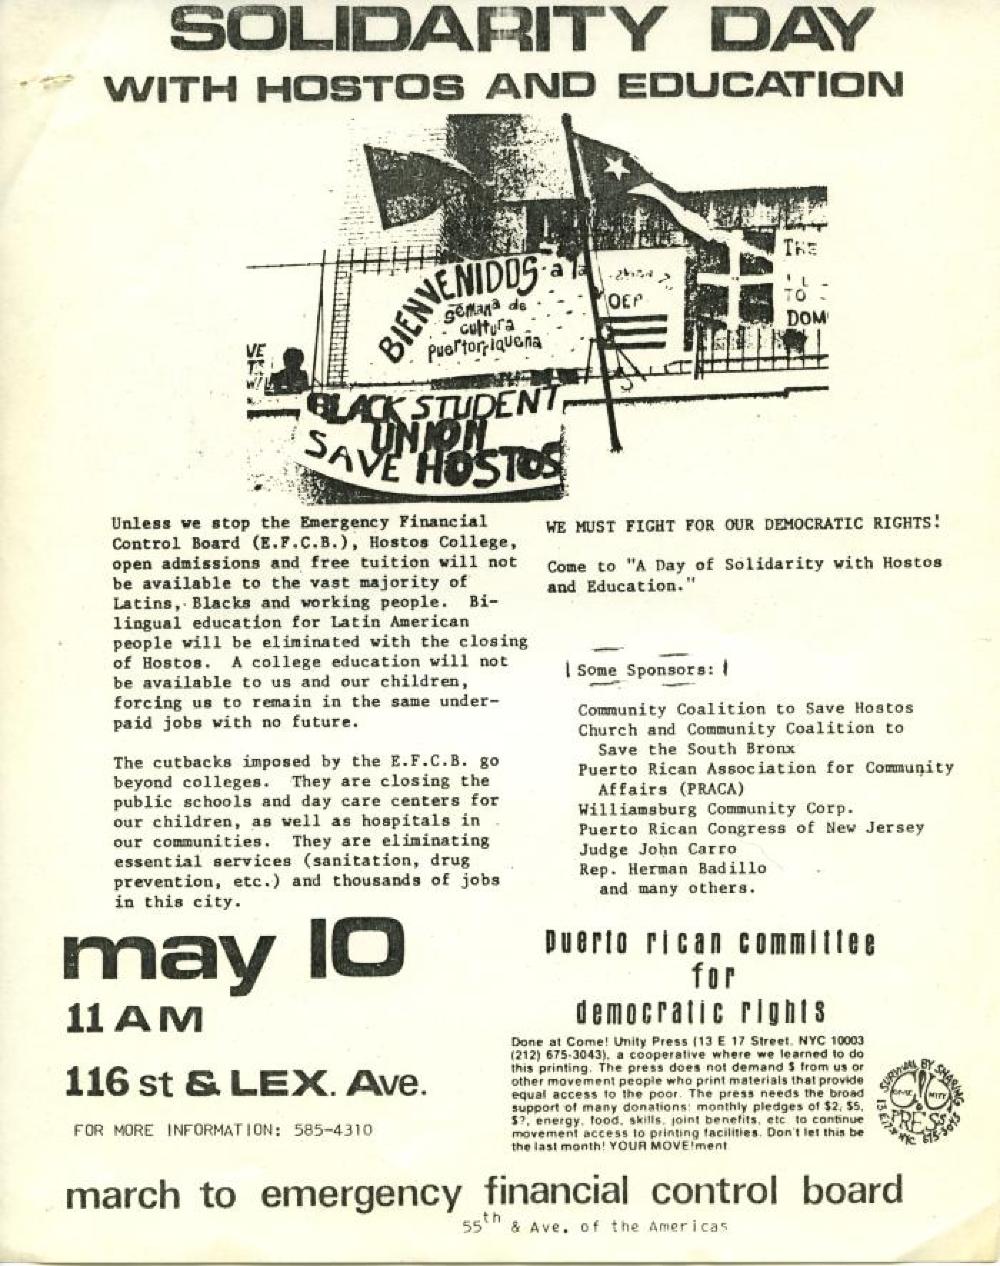 SOLIDARITY DAY
WITH HOSTOS AND EDUCATION
BIENVENIDOS a la
semana de
cultura
puertorriquena
OEP
THE
TO
DOM
VE
BLACK STUDENT
UNION
SAVE HOSTOS
Unless we stop the Emergency Financial
Control Board (E.F.C.B.), Hostos College,
open admissions and free tuition will not
be available to the vast majority of
Latins, Blacks and working people. Bi-
lingual education for Latin American
people will be eliminated with the closing
of Hostos. A college education will not
be available to us and our children,
forcing us to remain in the same under-
paid jobs with no future.
The cutbacks imposed by the E.F.C.B. go
beyond colleges. They are closing the
public schools and day care centers for
our children, as well as hospitals in
our communities. They are eliminating
essential services (sanitation, drug
prevention, etc.) and thousands of jobs
in this city.
WE MUST FIGHT FOR OUR DEMOCRATIC RIGHTS!
Come to "A Day of Solidarity with Hostos
and Education."
Some Sponsors:
Community Coalition to Save Hostos
Church and Community Coalition to
Save the South Bronx
Puerto Rican Association for Community
Affairs (PRACA)
Williamsburg Community Corp.
Puerto Rican Congress of New Jersey
Judge John Carro
Rep. Herman Badillo
and many others.
may 10
11 AM
116 st & LEX. Ave.
FOR MORE INFORMATION: 585-4310
puerto rican committee
for
democratic rights
Done at Come! Unity Press (13 E 17 Street, NYC 10003
(212) 675-3043), a cooperative where we learned to do
this printing. The press does not demand $ from us or
other movement people who print materials that provide
equal access to the poor. The press needs the broad
support of many donations: monthly pledges of $2, $5,
$?, energy, food, skills, joint benefits, etc. to continue
movement access to printing facilities. Don't let this be
the last month! YOUR MOVE!ment
SURVIVAL BY SHARING
COME UNITY
PRESS
13 E 17 NYC 675-3043
march to emergency financial control board
55th & Ave. of the Americas